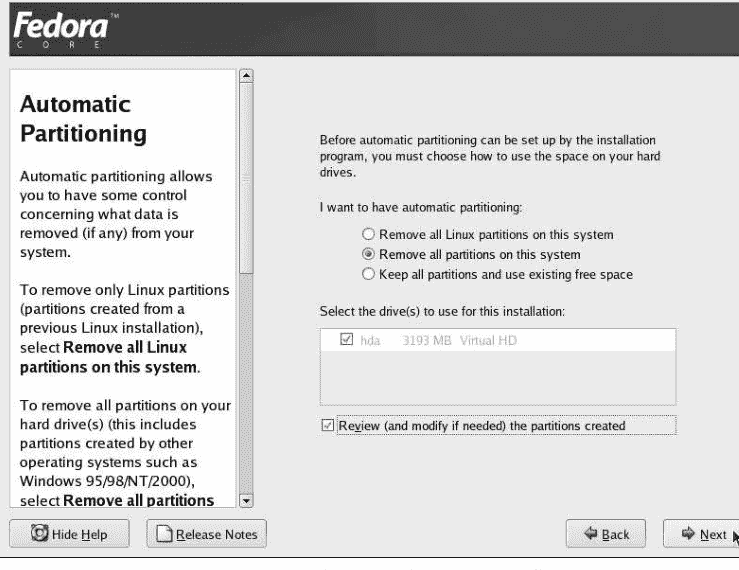 Fedora™
CORE
Automatic
Partitioning
Automatic partitioning allows
you to have some control
concerning what data is
removed (if any) from your
system.
To remove only Linux partitions
(partitions created from a
previous Linux installation),
select Remove all Linux
partitions on this system.
To remove all partitions on your
hard drive(s) (this includes
partitions created by other
operating systems such as
Windows 95/98/NT/2000),
select Remove all partitions
Before automatic partitioning can be set up by the installation
program, you must choose how to use the space on your hard
drives.
I want to have automatic partitioning:
Remove all Linux partitions on this system
Remove all partitions on this system
Keep all partitions and use existing free space
Select the drive(s) to use for this installation:
hda 3193 MB Virtual HD
Review (and modify if needed) the partitions created
Hide Help
Release Notes
Back
Next